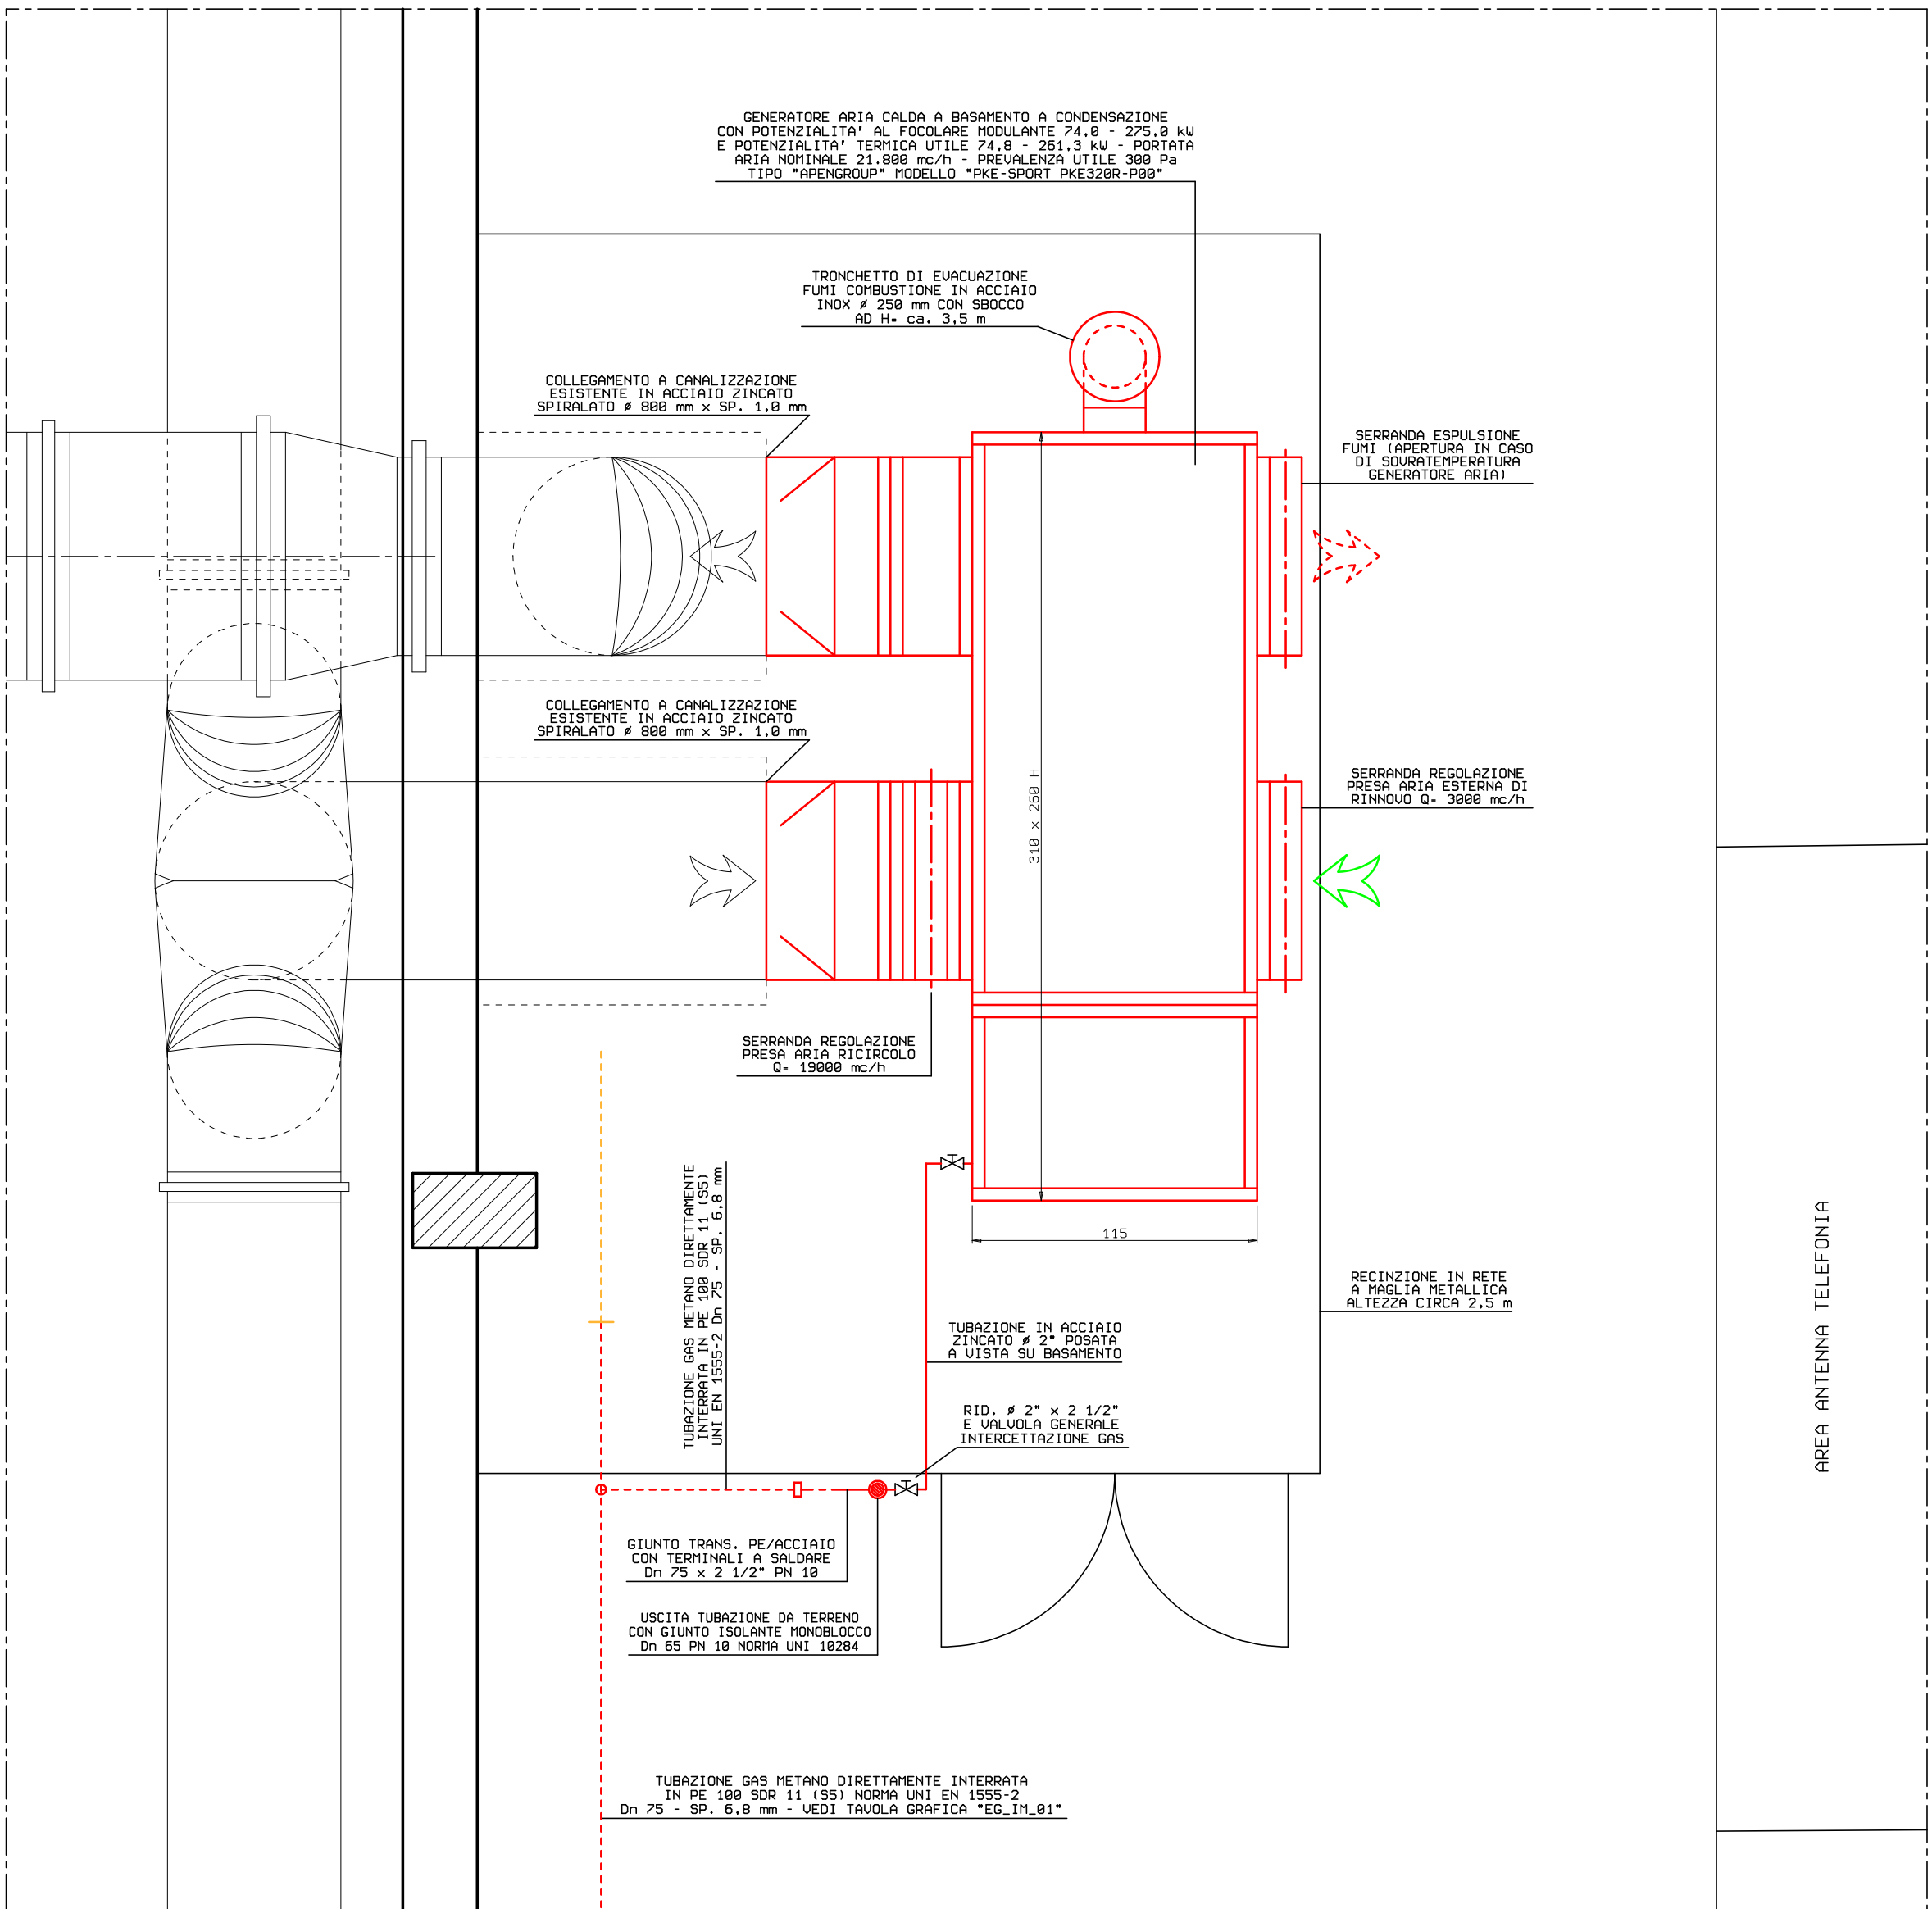 GENERATORE ARIA CALDA A BASAMENTO A CONDENSAZIONE
CON POTENZIALITA' AL FOCOLARE MODULANTE 74,0 - 275,0 kW
E POTENZIALITA' TERMICA UTILE 74,8 - 261,3 kW - PORTATA
ARIA NOMINALE 21.800 mc/h - PREVALENZA UTILE 300 Pa
TIPO "APENGROUP" MODELLO "PKE-SPORT PKE320R-P00"
TRONCHETTO DI EVACUAZIONE
FUMI COMBUSTIONE IN ACCIAIO
INOX ø 250 mm CON SBOCCO
AD H= ca. 3,5 m
COLLEGAMENTO A CANALIZZAZIONE
ESISTENTE IN ACCIAIO ZINCATO
SPIRALATO ø 800 mm x SP. 1,0 mm
SERRANDA ESPULSIONE
FUMI (APERTURA IN CASO
DI SOVRATEMPERATURA
GENERATORE ARIA)
COLLEGAMENTO A CANALIZZAZIONE
ESISTENTE IN ACCIAIO ZINCATO
SPIRALATO ø 800 mm x SP. 1,0 mm
SERRANDA REGOLAZIONE
PRESA ARIA ESTERNA DI
RINNOVO Q= 3000 mc/h
310 x 260 H
SERRANDA REGOLAZIONE
PRESA ARIA RICIRCOLO
Q= 19000 mc/h
115
TUBAZIONE GAS METANO DIRETTAMENTE
INTERRATA IN PE 100 SDR 11 (S5)
UNI EN 1555-2 Dn 75 - SP. 6,8 mm
RECINZIONE IN RETE
A MAGLIA METALLICA
ALTEZZA CIRCA 2,5 m
AREA ANTENNA TELEFONIA
TUBAZIONE IN ACCIAIO
ZINCATO ø 2" POSATA
A VISTA SU BASAMENTO
RID. ø 2" x 2 1/2"
E VALVOLA GENERALE
INTERCETTAZIONE GAS
GIUNTO TRANS. PE/ACCIAIO
CON TERMINALI A SALDARE
Dn 75 x 2 1/2" PN 10
USCITA TUBAZIONE DA TERRENO
CON GIUNTO ISOLANTE MONOBLOCCO
Dn 65 PN 10 NORMA UNI 10284
TUBAZIONE GAS METANO DIRETTAMENTE INTERRATA
IN PE 100 SDR 11 (S5) NORMA UNI EN 1555-2
Dn 75 - SP. 6,8 mm - VEDI TAVOLA GRAFICA "EG_IM_01"